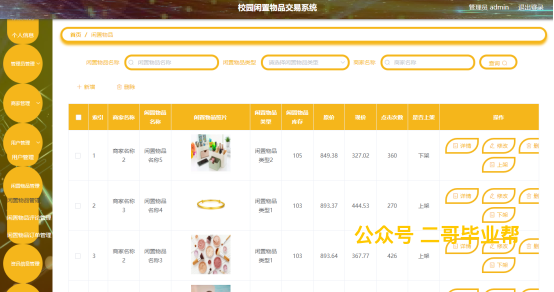 校园闲置物品交易系统
管理员 admin 退出登录
个人信息
首页 / 闲置物品
闲置物品名称 闲置物品名称 闲置物品类型 请选择闲置物品类型 商家名称 商家名称 查询
管理员管理
新增 删除
商家管理
索引 商家名称 闲置物品名称 闲置物品照片 闲置物品类型 闲置物品库存 原价 现价 点击次数 是否上架 操作
用户管理
用户管理
1 商家名称2 闲置物品名称5 闲置物品类型2 105 849.38 327.02 360 下架 详情 修改 删 上架
闲置物品管理
闲置物品管理
2 商家名称3 闲置物品名称4 闲置物品类型1 103 893.37 444.53 270 上架 详情 修改 删 下架
闲置物品评论管理
闲置物品订单管理
公众号 二哥毕业帮
3 商家名称1 闲置物品名称3 闲置物品类型1 103 893.64 367.77 426 上架 详情 修改 删 下架